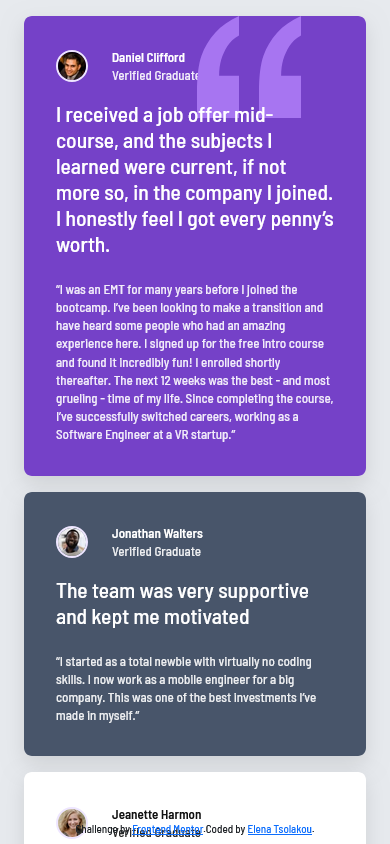 Daniel Clifford
Verified Graduate
I received a job offer mid-
course, and the subjects I
learned were current, if not
more so, in the company I joined.
I honestly feel I got every penny’s
worth.
“I was an EMT for many years before I joined the
bootcamp. I’ve been looking to make a transition and
have heard some people who had an amazing
experience here. I signed up for the free intro course
and found it incredibly fun! I enrolled shortly
thereafter. The next 12 weeks was the best - and most
grueling - time of my life. Since completing the course,
I’ve successfully switched careers, working as a
Software Engineer at a VR startup.”
Jonathan Walters
Verified Graduate
The team was very supportive
and kept me motivated
“I started as a total newbie with virtually no coding
skills. I now work as a mobile engineer for a big
company. This was one of the best investments I’ve
made in myself.”
Jeanette Harmon
Verified Graduate
Challenge by Frontend Mentor.Coded by Elena Tsolakou.